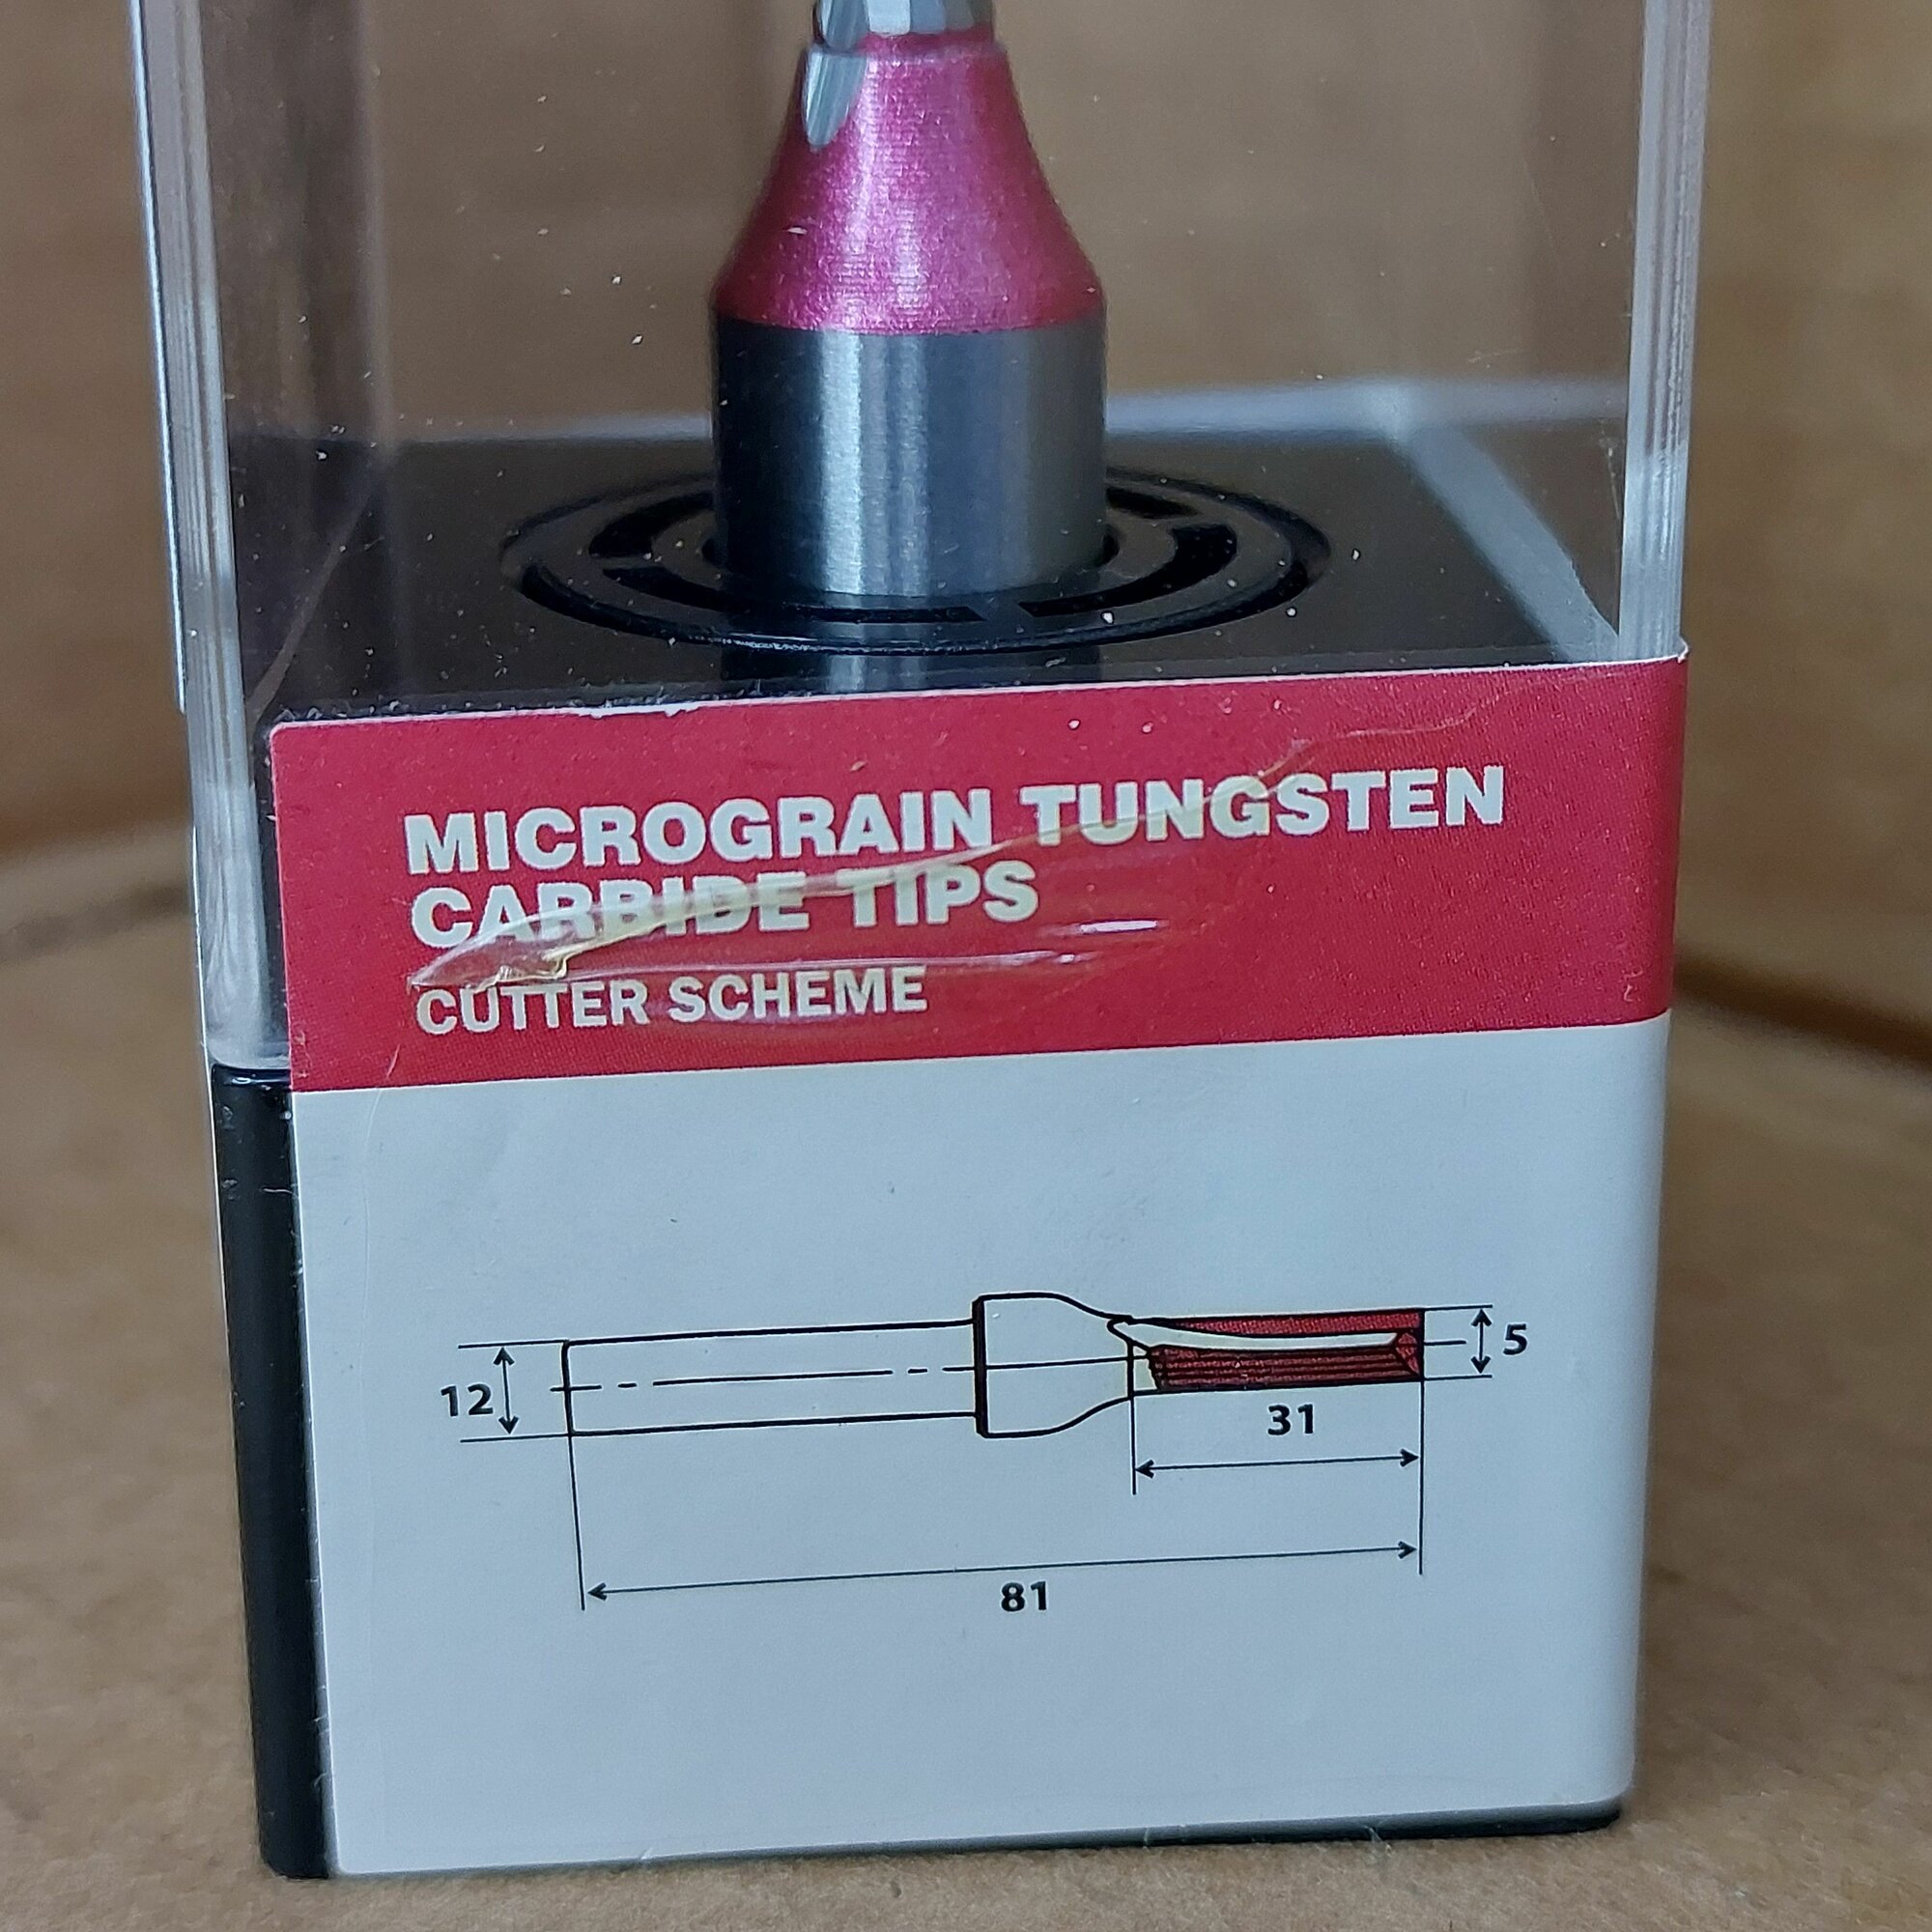 MICROGRAIN TUNGSTEN
CARBIDE TIPS
CUTTER SCHEME
5
12
31
81